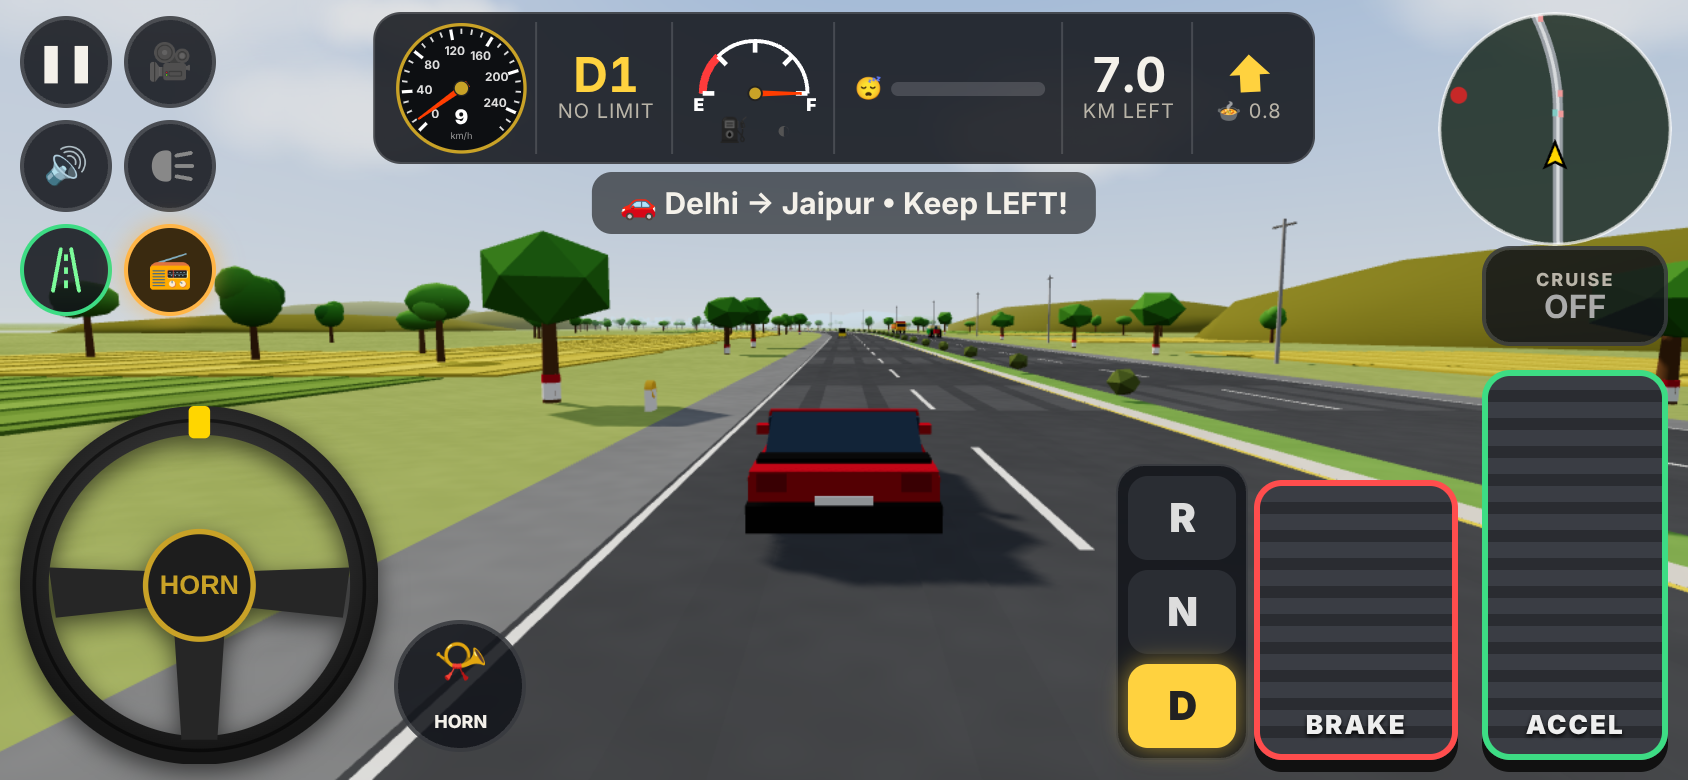 0 40 80 120 160 200 240
9
km/h
D1
NO LIMIT
E F
7.0
KM LEFT
0.8
Delhi → Jaipur • Keep LEFT!
CRUISE
OFF
HORN
HORN
R
N
D
BRAKE
ACCEL